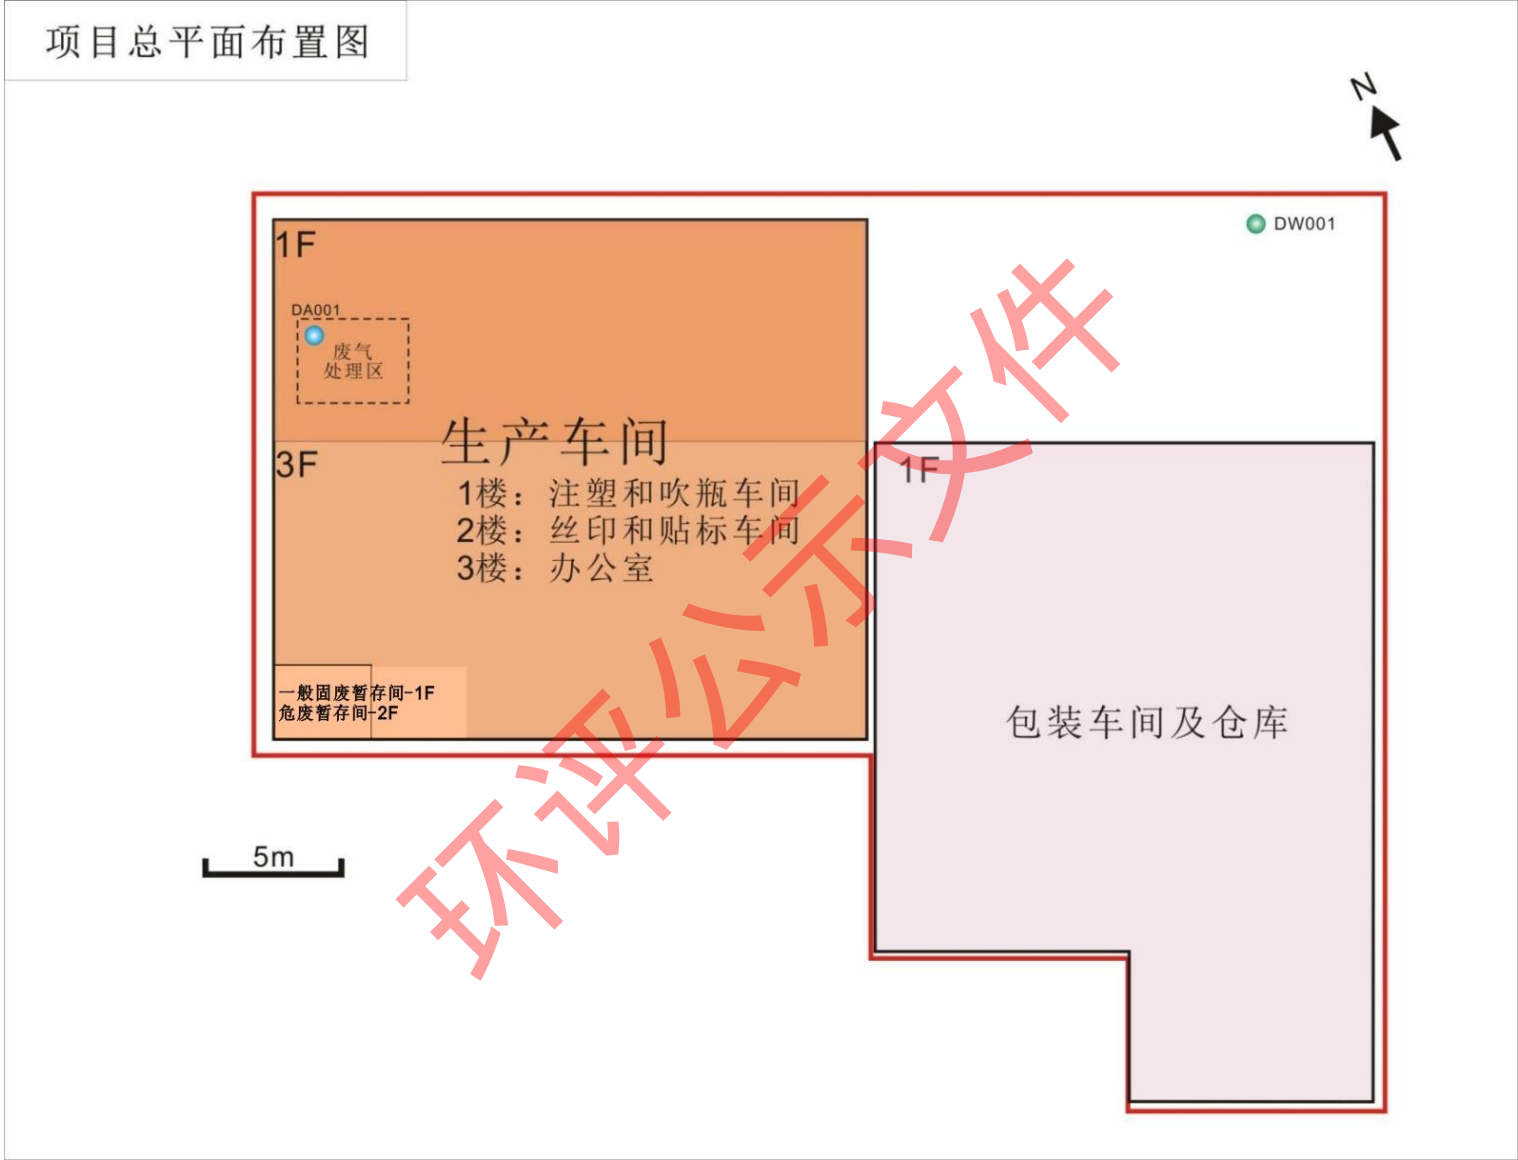 项目总平面布置图
N
DW001
1F
DA001
废气
处理区
生产车间
3F
1F
1楼：注塑和吹瓶车间
2楼：丝印和贴标车间
3楼：办公室
一般固废暂存间-1F
危废暂存间-2F
包装车间及仓库
5m
环评公示文件